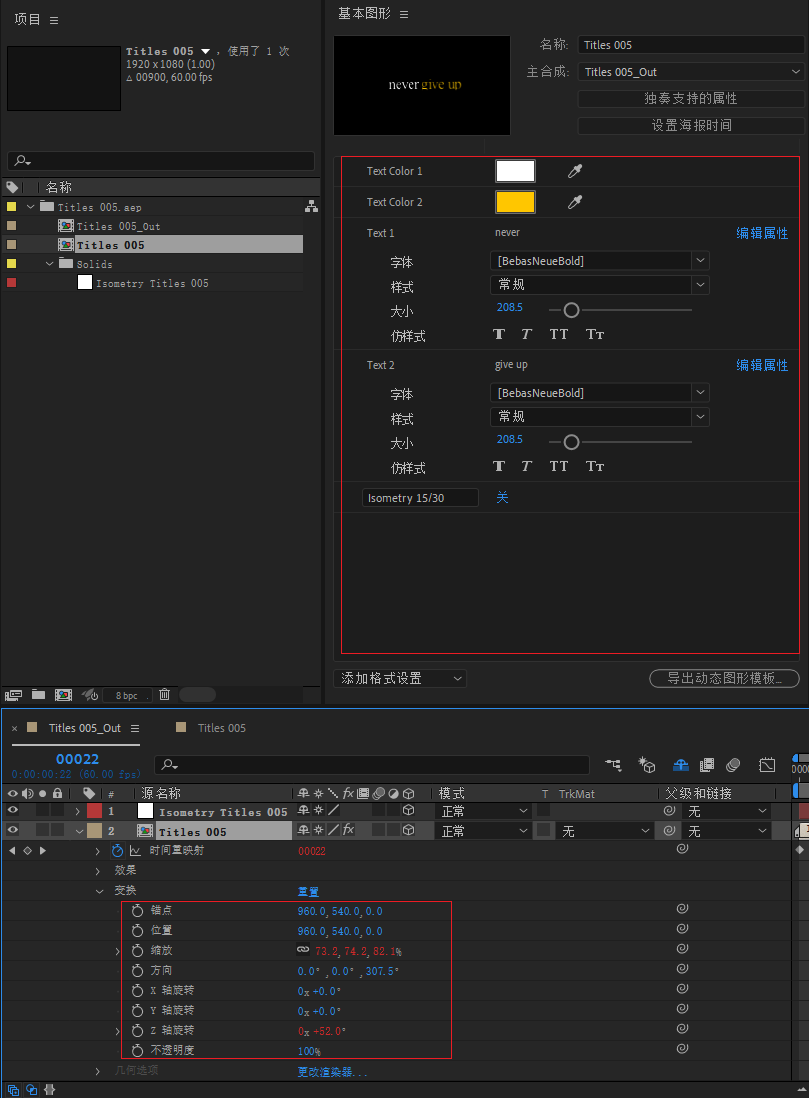 项目
Titles 005 ，使用了 1 次
1920 x 1080 (1.00)
△ 00900, 60.00 fps
名称
Titles 005.aep
Titles 005_Out
Titles 005
Solids
Isometry Titles 005
8 bpc
基本图形
never give up
名称:
Titles 005
主合成:
Titles 005_Out
独奏支持的属性
设置海报时间
Text Color 1
Text Color 2
Text 1
never
编辑属性
字体
[BebasNeueBold]
样式
常规
大小
208.5
仿样式
T T TT Tт
Text 2
give up
编辑属性
字体
[BebasNeueBold]
样式
常规
大小
208.5
仿样式
T T TT Tт
Isometry 15/30
关
添加格式设置
导出动态图形模板...
× Titles 005_Out
Titles 005
00022
0:00:00:22 (60.00 fps)
# 源名称
fx
模式
T TrkMat
父级和链接
1 Isometry Titles 005 正常 无
2 Titles 005 fx 正常 无 无
时间重映射 00022
效果
变换 重置
锚点 960.0, 540.0, 0.0
位置 960.0, 540.0, 0.0
缩放 73.2, 74.2, 82.1%
方向 0.0°, 0.0°, 307.5°
X 轴旋转 0x +0.0°
Y 轴旋转 0x +0.0°
Z 轴旋转 0x +52.0°
不透明度 100%
几何选项 更改渲染器...